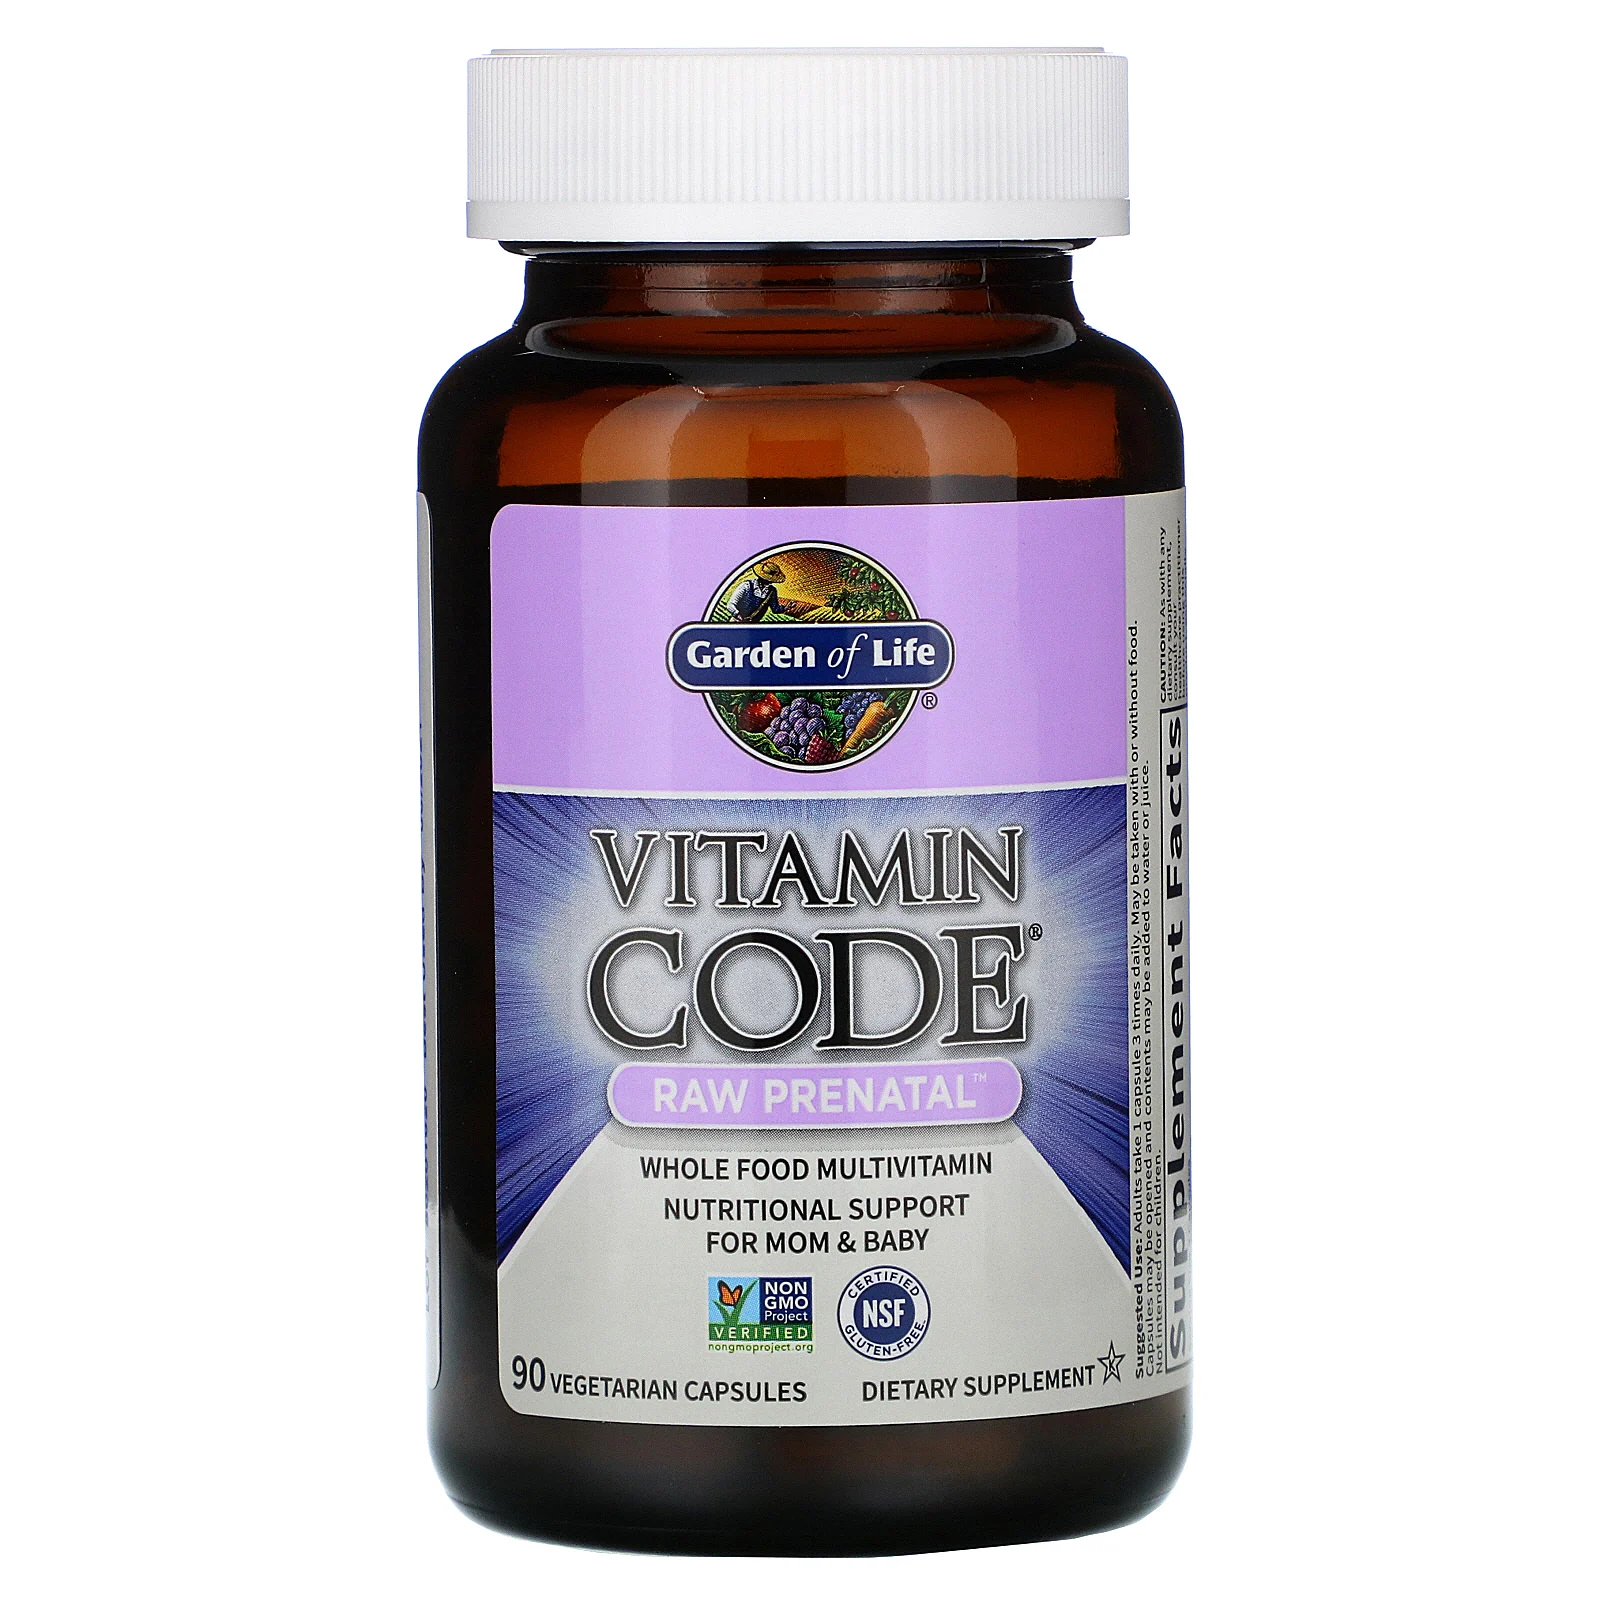 Garden of Life
®
VITAMIN
CODE®
RAW PRENATAL™
WHOLE FOOD MULTIVITAMIN
NUTRITIONAL SUPPORT
FOR MOM & BABY
NON
GMO
Project
VERIFIED
nongmoproject.org
CERTIFIED
NSF
GLUTEN-FREE
90 VEGETARIAN CAPSULES
DIETARY SUPPLEMENT
K
Suggested Use: Adults take 1 capsule 3 times daily. May be taken with or without food.
Capsules may be opened and contents may be added to water or juice.
Not intended for children.
CAUTION: As with any
dietary supplement,
consult your
Supplement Facts